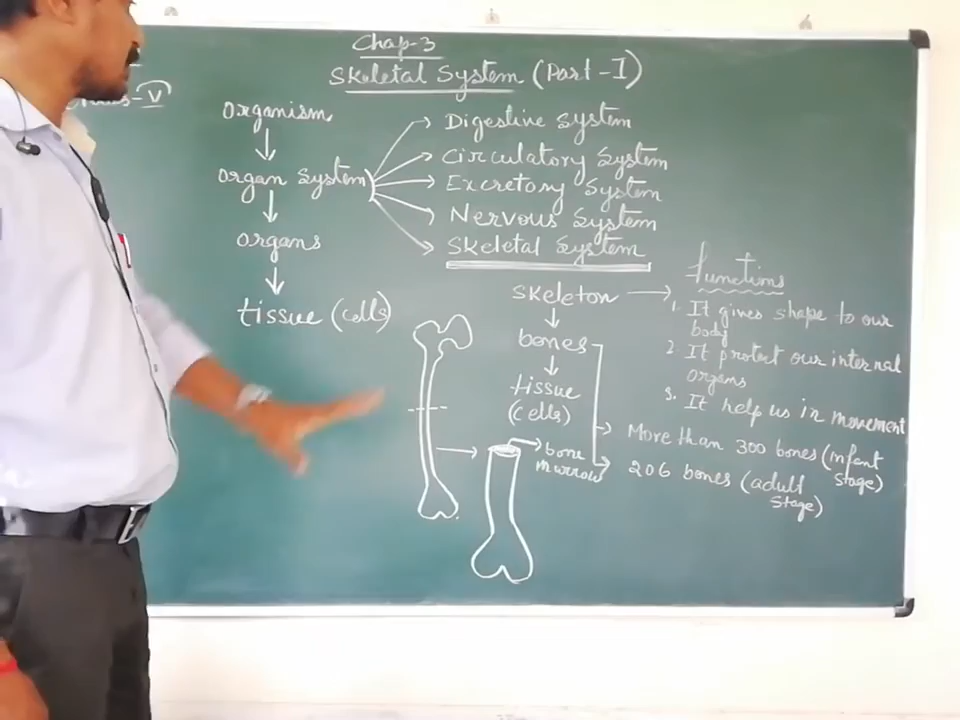 Chap-3
Skeletal System (Part-I)
Class-V
Organism
Organ System
Organs
tissue (cells)
Digestive System
Circulatory System
Excretory System
Nervous System
Skeletal System
Skeleton
bones
tissue
(cells)
bone
murrow
functions
1. It gives shape to our
body
2 It protect our internal
organs
3. It help us in movement
More than 300 bones (infant
stage)
206 bones (adult
stage)